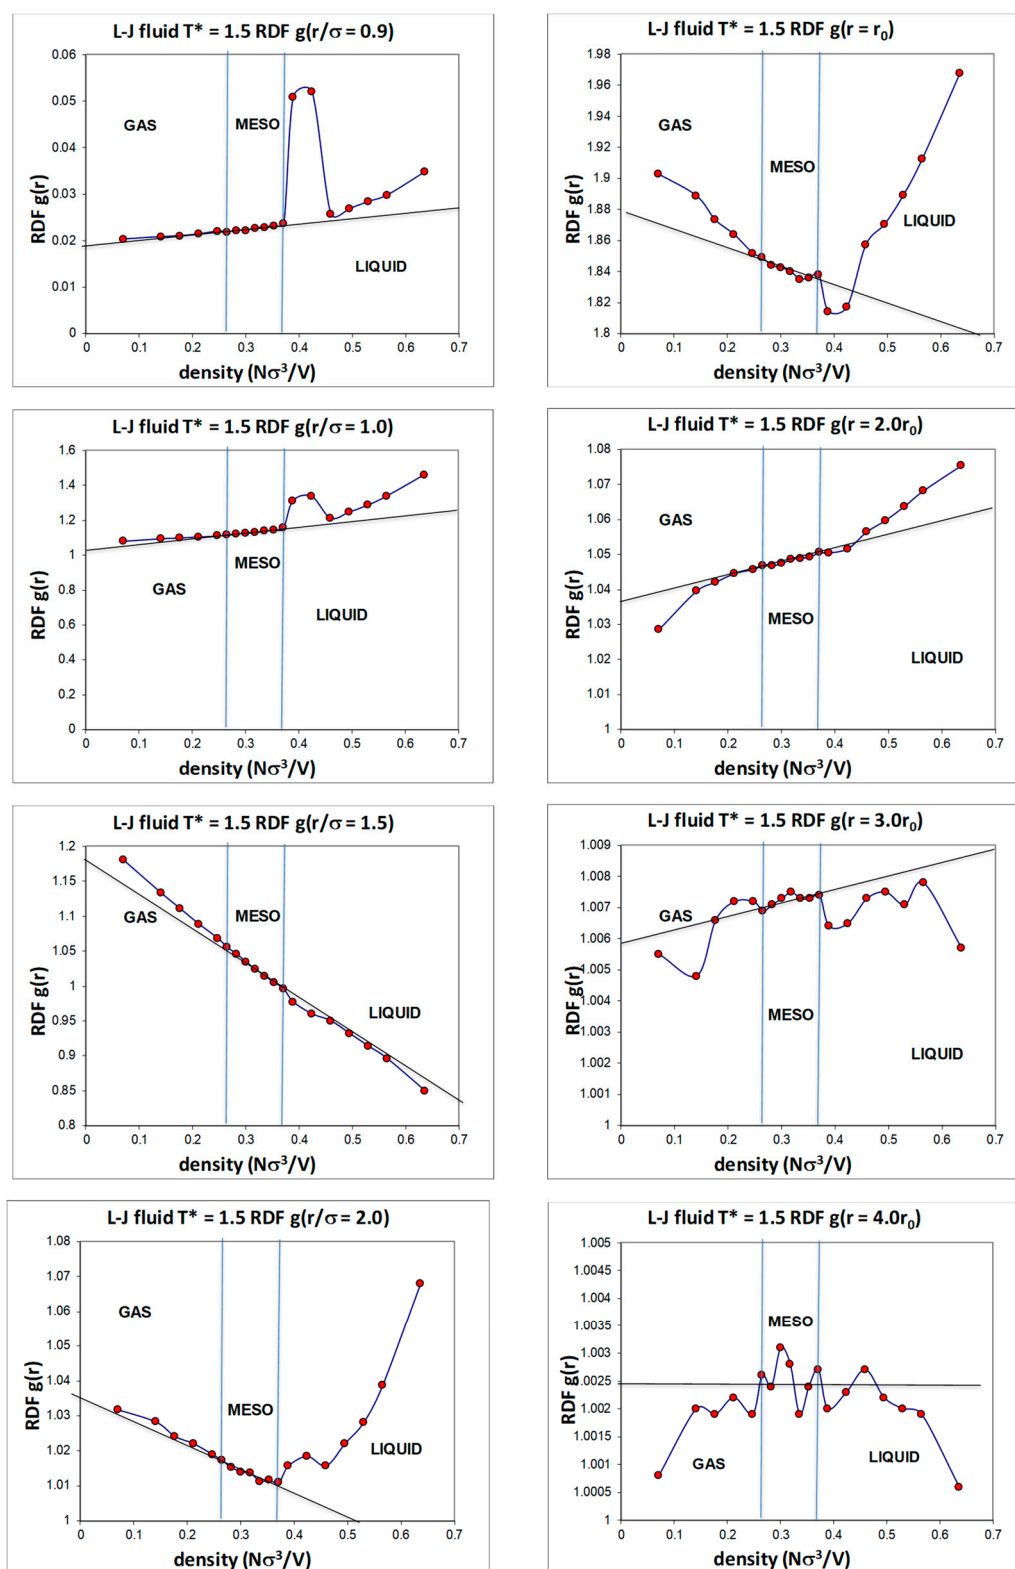 L-J fluid T* = 1.5 RDF g(r/σ = 0.9)
0.06
0.05
0.04
0.03
0.02
0.01
0
RDF g(r)
GAS
MESO
LIQUID
0 0.1 0.2 0.3 0.4 0.5 0.6 0.7
density (Nσ³/V)
L-J fluid T* = 1.5 RDF g(r = r₀)
1.98
1.96
1.94
1.92
1.9
1.88
1.86
1.84
1.82
1.8
RDF g(r)
GAS
MESO
LIQUID
0 0.1 0.2 0.3 0.4 0.5 0.6 0.7
density (Nσ³/V)
L-J fluid T* = 1.5 RDF g(r/σ = 1.0)
1.6
1.4
1.2
1
0.8
0.6
0.4
0.2
0
RDF g(r)
GAS
MESO
LIQUID
0 0.1 0.2 0.3 0.4 0.5 0.6 0.7
density (Nσ³/V)
L-J fluid T* = 1.5 RDF g(r = 2.0r₀)
1.08
1.07
1.06
1.05
1.04
1.03
1.02
1.01
1
RDF g(r)
GAS
MESO
LIQUID
0 0.1 0.2 0.3 0.4 0.5 0.6 0.7
density (Nσ³/V)
L-J fluid T* = 1.5 RDF g(r/σ = 1.5)
1.2
1.15
1.1
1.05
1
0.95
0.9
0.85
0.8
RDF g(r)
GAS
MESO
LIQUID
0 0.1 0.2 0.3 0.4 0.5 0.6 0.7
density (Nσ³/V)
L-J fluid T* = 1.5 RDF g(r = 3.0r₀)
1.009
1.008
1.007
1.006
1.005
1.004
1.003
1.002
1.001
1
RDF g(r)
GAS
MESO
LIQUID
0 0.1 0.2 0.3 0.4 0.5 0.6 0.7
density (Nσ³/V)
L-J fluid T* = 1.5 RDF g(r/σ = 2.0)
1.08
1.07
1.06
1.05
1.04
1.03
1.02
1.01
1
RDF g(r)
GAS
MESO
LIQUID
0 0.1 0.2 0.3 0.4 0.5 0.6 0.7
density (Nσ³/V)
L-J fluid T* = 1.5 RDF g(r = 4.0r₀)
1.005
1.0045
1.004
1.0035
1.003
1.0025
1.002
1.0015
1.001
1.0005
1
RDF g(r)
MESO
GAS
LIQUID
0 0.1 0.2 0.3 0.4 0.5 0.6 0.7
density (Nσ³/V)